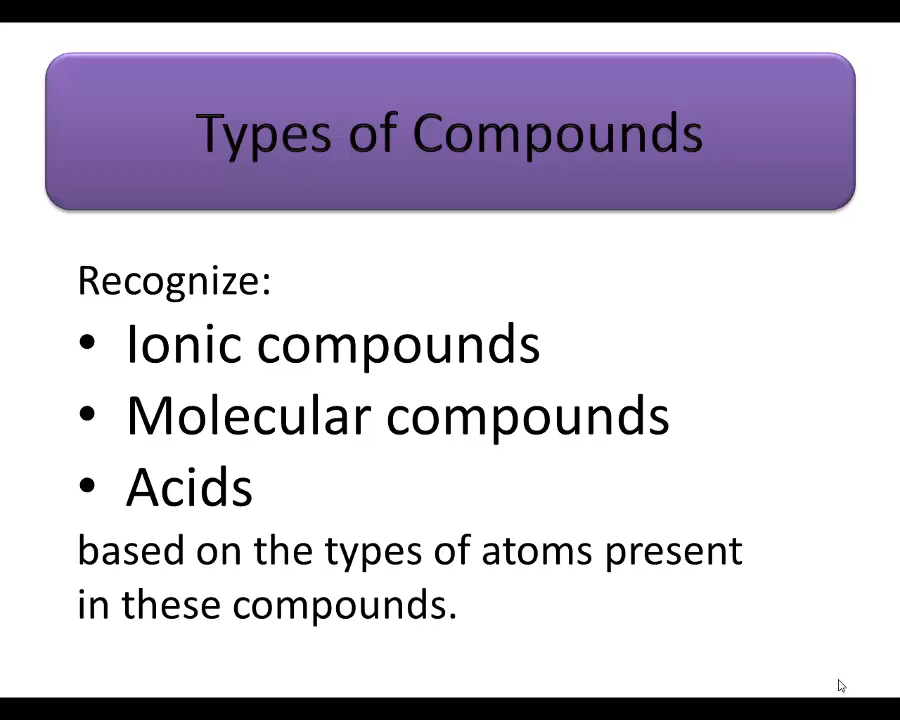 Types of Compounds
Recognize:
• Ionic compounds
• Molecular compounds
• Acids
based on the types of atoms present
in these compounds.